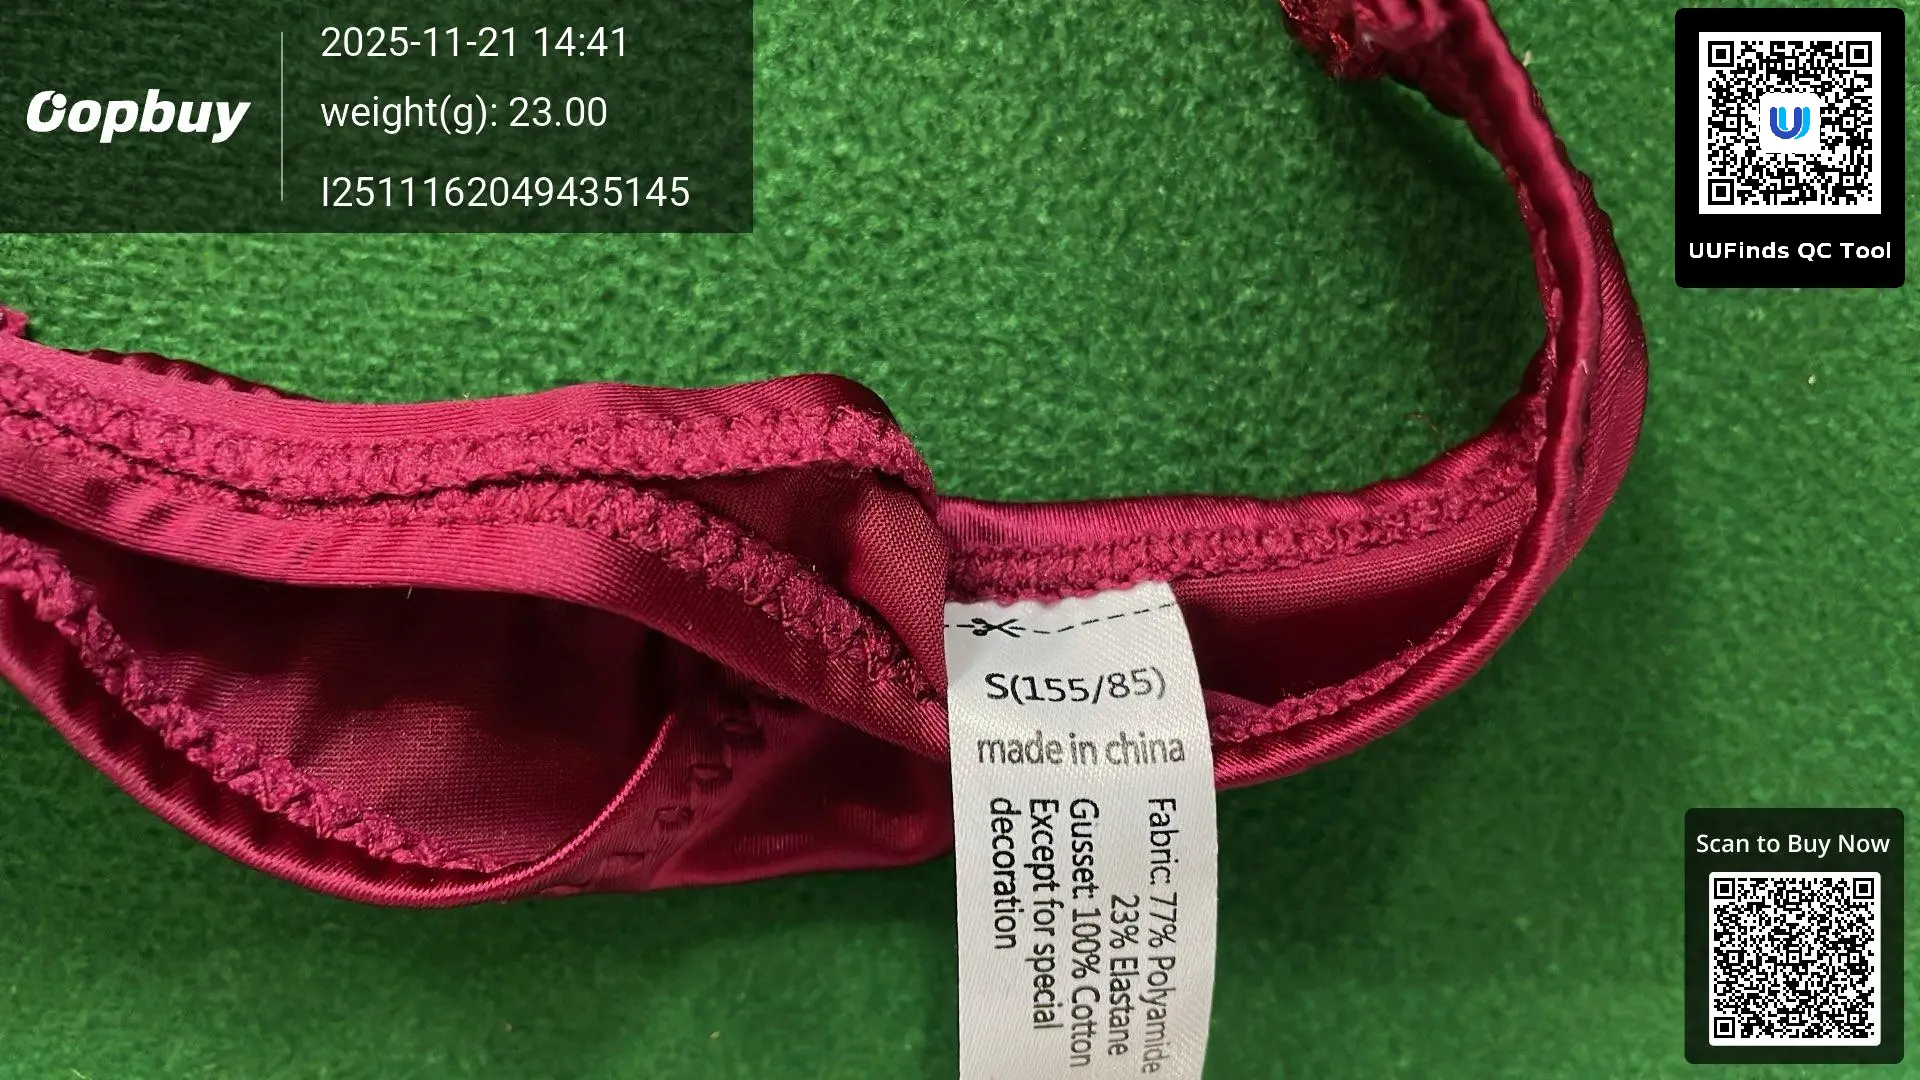 Oopbuy
2025-11-21 14:41
weight(g): 23.00
I2511162049435145
UUFinds QC Tool
S(155/85)
made in china
Fabric: 77% Polyamide
23% Elastane
Gusset: 100% Cotton
Except for special
decoration
Scan to Buy Now